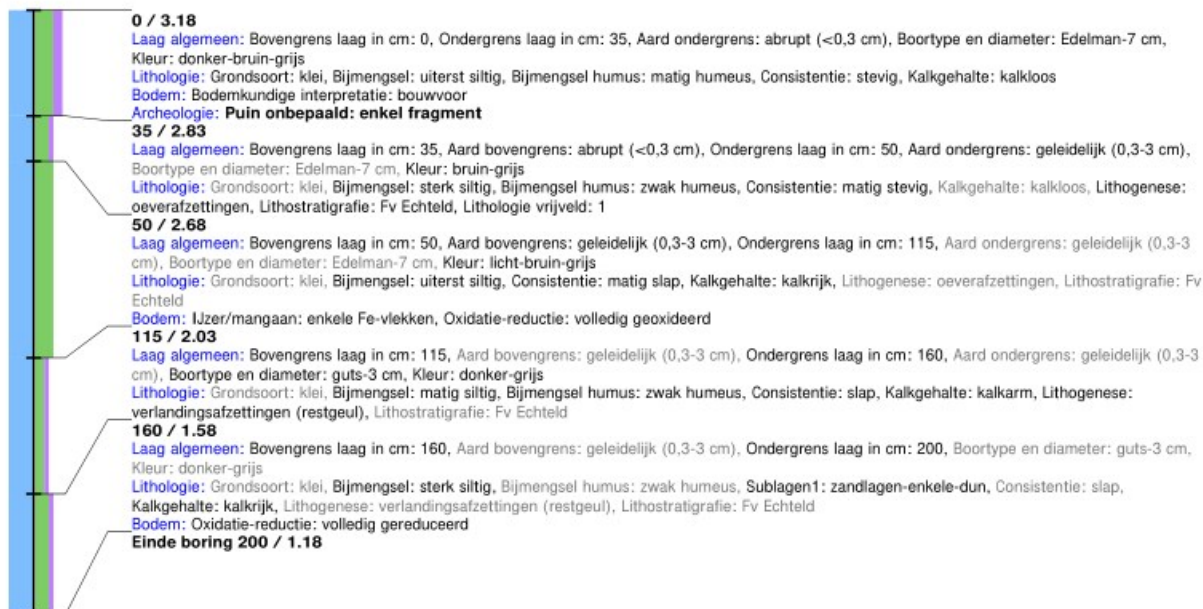 0 / 3.18
Laag algemeen: Bovengrens laag in cm: 0, Ondergrens laag in cm: 35, Aard ondergrens: abrupt (<0,3 cm), Boortype en diameter: Edelman-7 cm,
Kleur: donker-bruin-grijs
Lithologie: Grondsoort: klei, Bijmengsel: uiterst siltig, Bijmengsel humus: matig humeus, Consistentie: stevig, Kalkgehalte: kalkloos
Bodem: Bodemkundige interpretatie: bouwvoor
Archeologie: Puin onbepaald: enkel fragment
35 / 2.83
Laag algemeen: Bovengrens laag in cm: 35, Aard bovengrens: abrupt (<0,3 cm), Ondergrens laag in cm: 50, Aard ondergrens: geleidelijk (0,3-3 cm),
Boortype en diameter: Edelman-7 cm, Kleur: bruin-grijs
Lithologie: Grondsoort: klei, Bijmengsel: sterk siltig, Bijmengsel humus: zwak humeus, Consistentie: matig stevig, Kalkgehalte: kalkloos, Lithogenese:
oeverafzettingen, Lithostratigrafie: Fv Echteld, Lithologie vrijveld: 1
50 / 2.68
Laag algemeen: Bovengrens laag in cm: 50, Aard bovengrens: geleidelijk (0,3-3 cm), Ondergrens laag in cm: 115, Aard ondergrens: geleidelijk (0,3-3
cm), Boortype en diameter: Edelman-7 cm, Kleur: licht-bruin-grijs
Lithologie: Grondsoort: klei, Bijmengsel: uiterst siltig, Consistentie: matig slap, Kalkgehalte: kalkrijk, Lithogenese: oeverafzettingen, Lithostratigrafie: Fv
Echteld
Bodem: IJzer/mangaan: enkele Fe-vlekken, Oxidatie-reductie: volledig geoxideerd
115 / 2.03
Laag algemeen: Bovengrens laag in cm: 115, Aard bovengrens: geleidelijk (0,3-3 cm), Ondergrens laag in cm: 160, Aard ondergrens: geleidelijk (0,3-3
cm), Boortype en diameter: guts-3 cm, Kleur: donker-grijs
Lithologie: Grondsoort: klei, Bijmengsel: matig siltig, Bijmengsel humus: zwak humeus, Consistentie: slap, Kalkgehalte: kalkarm, Lithogenese:
verlandingsafzettingen (restgeul), Lithostratigrafie: Fv Echteld
160 / 1.58
Laag algemeen: Bovengrens laag in cm: 160, Aard bovengrens: geleidelijk (0,3-3 cm), Ondergrens laag in cm: 200, Boortype en diameter: guts-3 cm,
Kleur: donker-grijs
Lithologie: Grondsoort: klei, Bijmengsel: sterk siltig, Bijmengsel humus: zwak humeus, Sublagen1: zandlagen-enkele-dun, Consistentie: slap,
Kalkgehalte: kalkrijk, Lithogenese: verlandingsafzettingen (restgeul), Lithostratigrafie: Fv Echteld
Bodem: Oxidatie-reductie: volledig gereduceerd
Einde boring 200 / 1.18